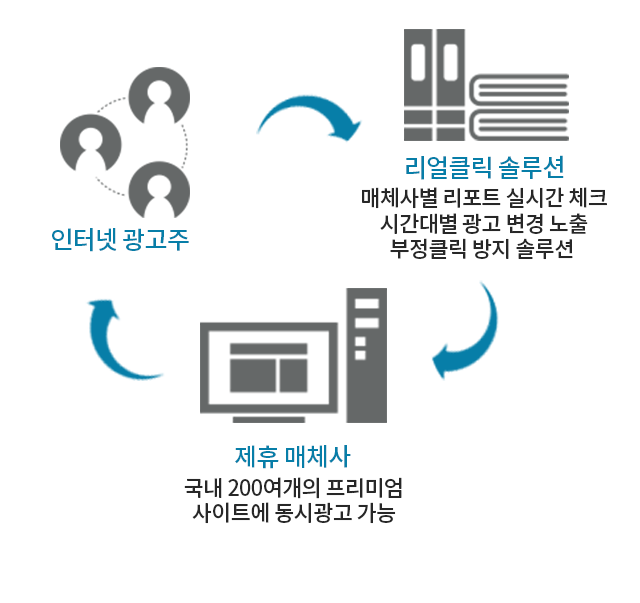 리얼클릭 솔루션
매체사별 리포트 실시간 체크
시간대별 광고 변경 노출
부정클릭 방지 솔루션
인터넷 광고주
제휴 매체사
국내 200여개의 프리미엄
사이트에 동시광고 가능